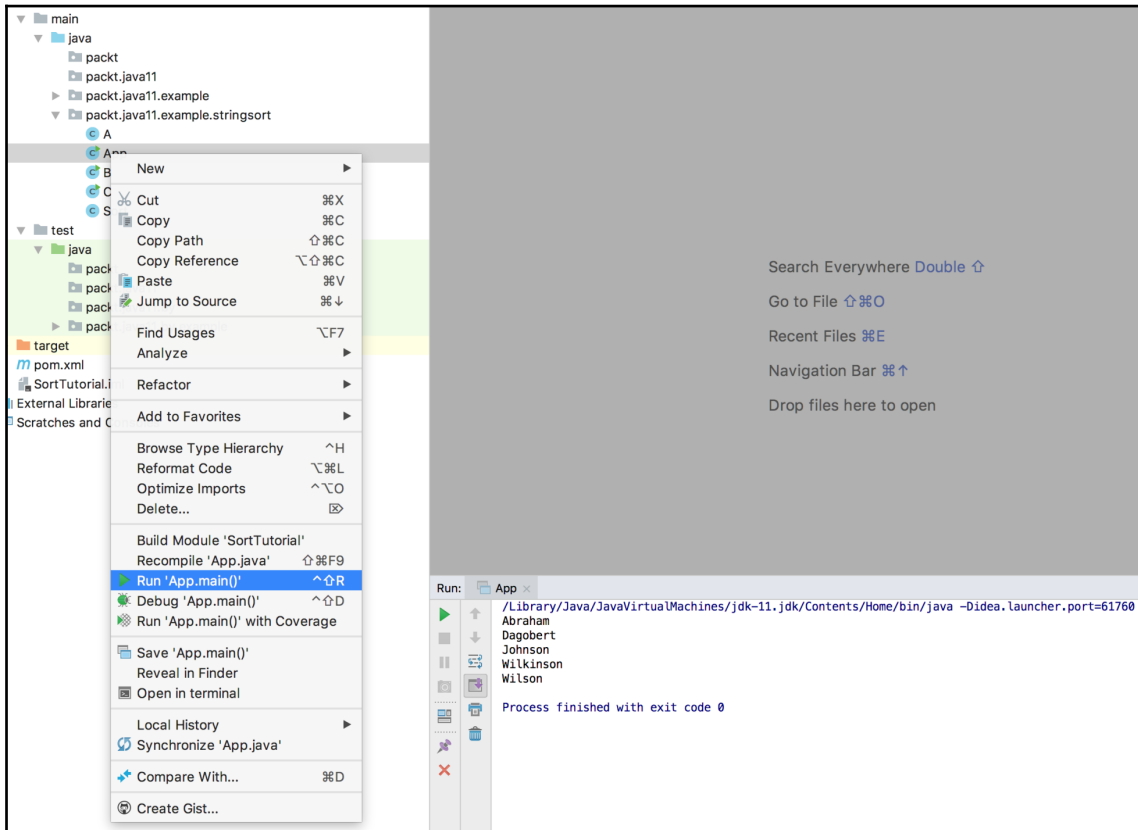 main
java
packt
packt.java11
packt.java11.example
packt.java11.example.stringsort
A
App
B
C
S
test
java
pack
pack
pack
pack
target
pom.xml
SortTutorial.i
External Librarie
Scratches and C
New
Cut ⌘X
Copy ⌘C
Copy Path ⇧⌘C
Copy Reference ⌥⇧⌘C
Paste ⌘V
Jump to Source ⌘↓
Find Usages ⌥F7
Analyze
Refactor
Add to Favorites
Browse Type Hierarchy ^H
Reformat Code ⌥⌘L
Optimize Imports ^⌥O
Delete... ⌦
Build Module 'SortTutorial'
Recompile 'App.java' ⇧⌘F9
Run 'App.main()' ^⇧R
Debug 'App.main()' ^⇧D
Run 'App.main()' with Coverage
Save 'App.main()'
Reveal in Finder
Open in terminal
Local History
Synchronize 'App.java'
Compare With... ⌘D
Create Gist...
Search Everywhere Double ⇧
Go to File ⇧⌘O
Recent Files ⌘E
Navigation Bar ⌘↑
Drop files here to open
Run: App
/Library/Java/JavaVirtualMachines/jdk-11.jdk/Contents/Home/bin/java -Didea.launcher.port=61760
Abraham
Dagobert
Johnson
Wilkinson
Wilson
Process finished with exit code 0